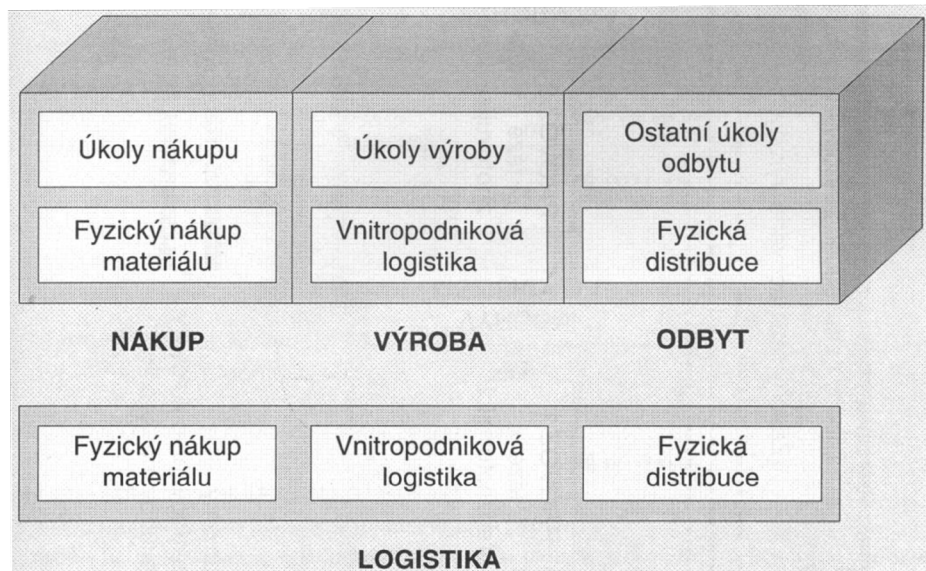 Úkoly nákupu
Úkoly výroby
Ostatní úkoly
odbytu
Fyzický nákup
materiálu
Vnitropodniková
logistika
Fyzická
distribuce
NÁKUP
VÝROBA
ODBYT
Fyzický nákup
materiálu
Vnitropodniková
logistika
Fyzická
distribuce
LOGISTIKA